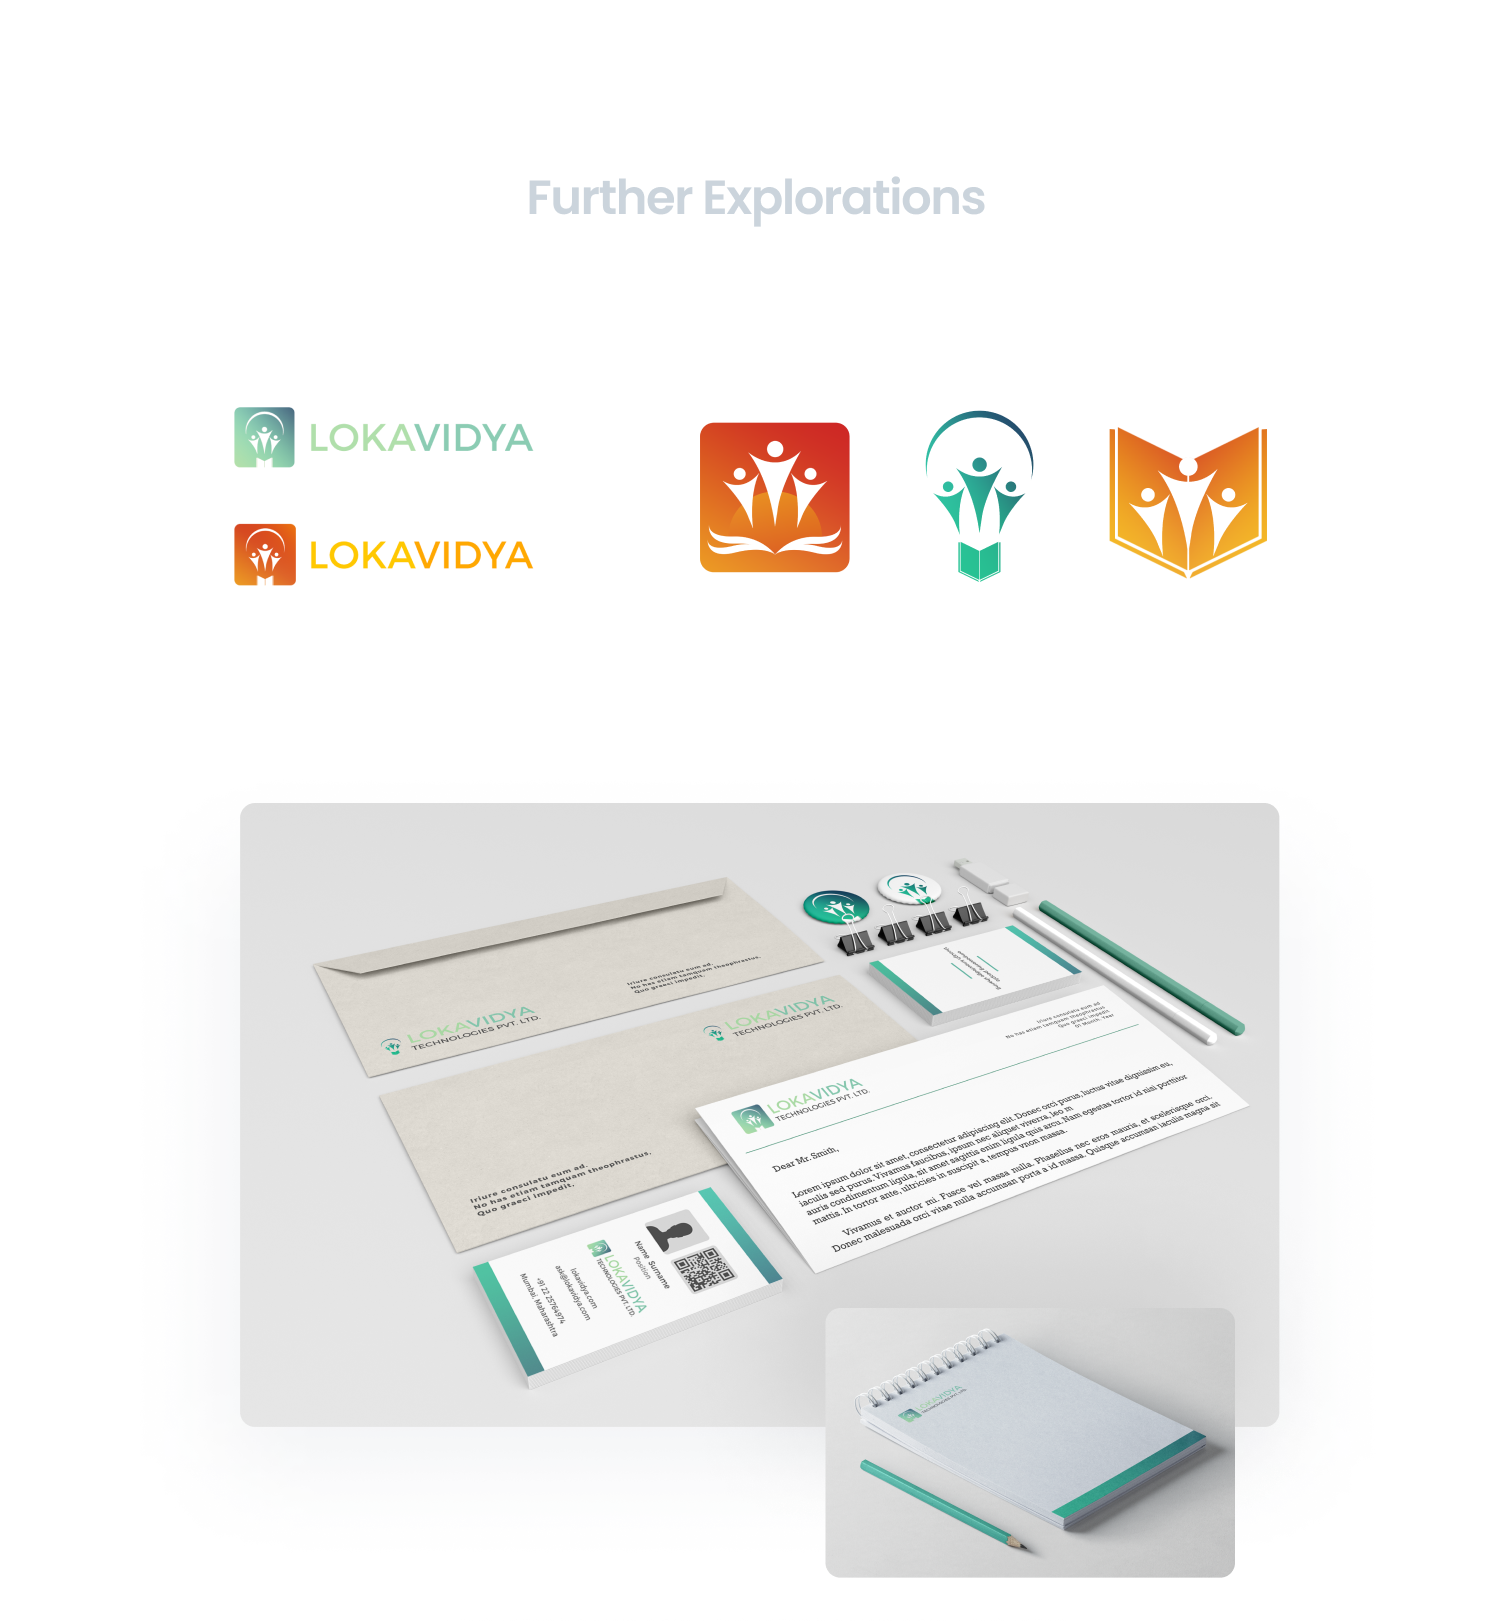 Further Explorations
LOKAVIDYA
LOKAVIDYA
Iriure consulatu eum ad.
No has etiam tamquam theophrastus.
Quo graeci impedit.
LOKAVIDYA
TECHNOLOGIES PVT. LTD.
LOKAVIDYA
TECHNOLOGIES PVT. LTD.
Iriure consulatu eum ad.
No has etiam tamquam theophrastus.
Quo graeci impedit.
Iriure consulatu eum ad
No has etiam tamquam theophrastus
Quo graeci impedit
01 Month, Year
LOKAVIDYA
TECHNOLOGIES PVT. LTD.
Dear Mr. Smith,
Lorem ipsum dolor sit amet, consectetur adipiscing elit. Donec orci purus, luctus vitae dignissim eu,
iaculis sed purus. Vivamus faucibus, ipsum nec aliquet viverra, leo m
auris condimentum ligula, sit amet sagittis enim ligula quis arcu. Nam egestas tortor id nisi porttitor
mattis. In tortor ante, ultricies in suscipit a, tempus vnon massa.
Vivamus et auctor mi. Fusce vel massa nulla. Phasellus nec eros mauris, et scelerisque orci.
Donec malesuada orci vitae nulla accumsan porta a id massa. Quisque accumsan iaculis magna sit
Name Surname
Position
LOKAVIDYA
TECHNOLOGIES PVT. LTD.
lokavidya.com
ask@lokavidya.com
+91 22 25764974
Mumbai, Maharashtra
LOKAVIDYA
TECHNOLOGIES PVT. LTD.